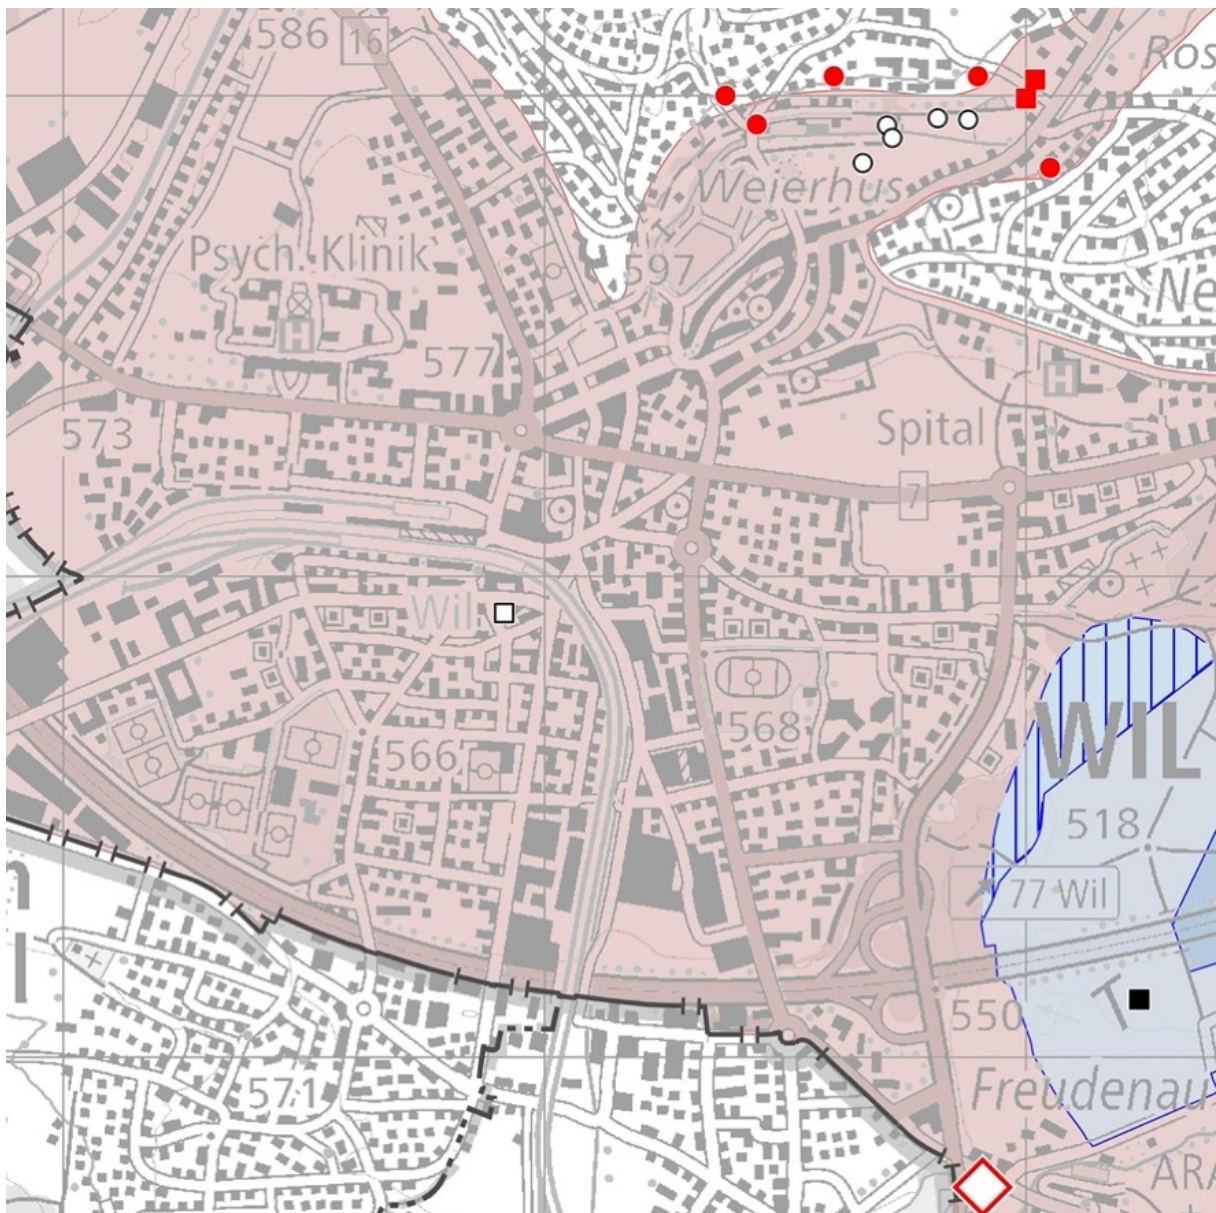 586
16
Ros
Weierhus
Psych. Klinik
597
Ne
H
577
H
573
Spital
7
Wil
WIL
568
566
518
77 Wil
550
571
Freudenau
ARA